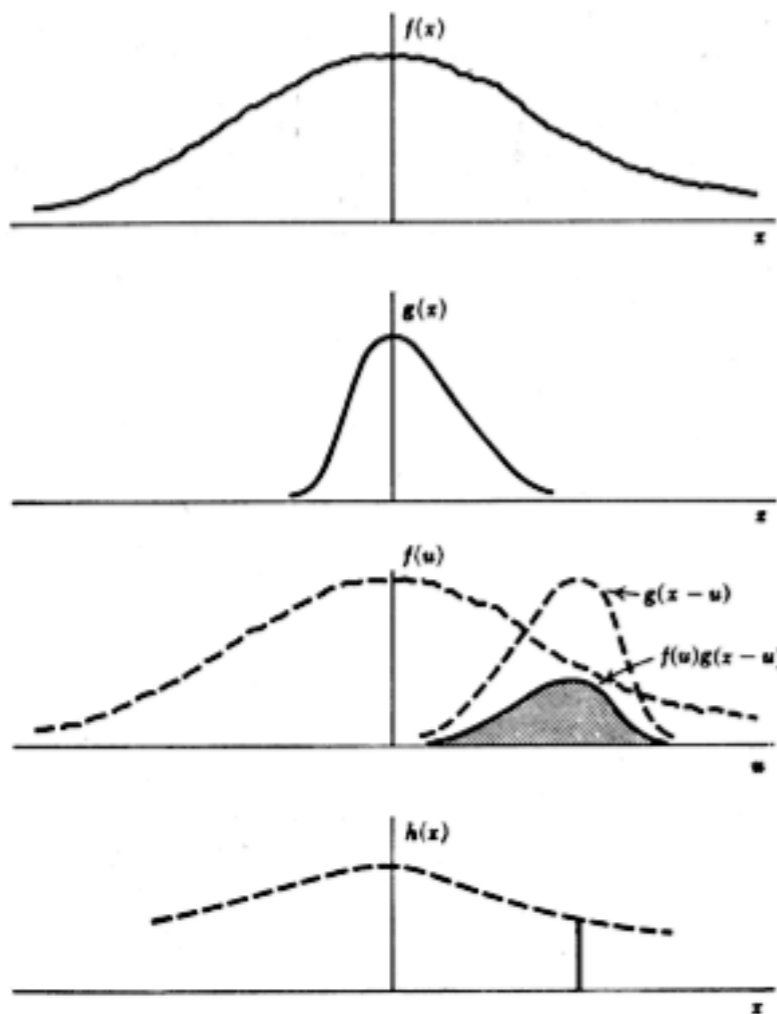 f(x)
x
g(x)
x
f(u)
g(x − u)
f(u)g(x − u)
u
h(x)
x